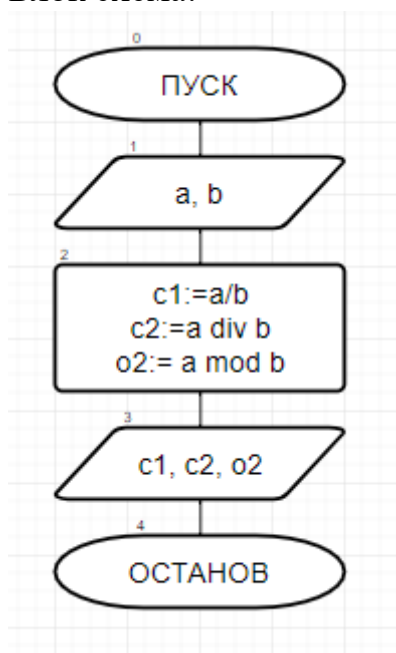 0
ПУСК
1
a, b
2
c1:=a/b
c2:=a div b
o2:= a mod b
3
c1, c2, o2
4
ОСТАНОВ